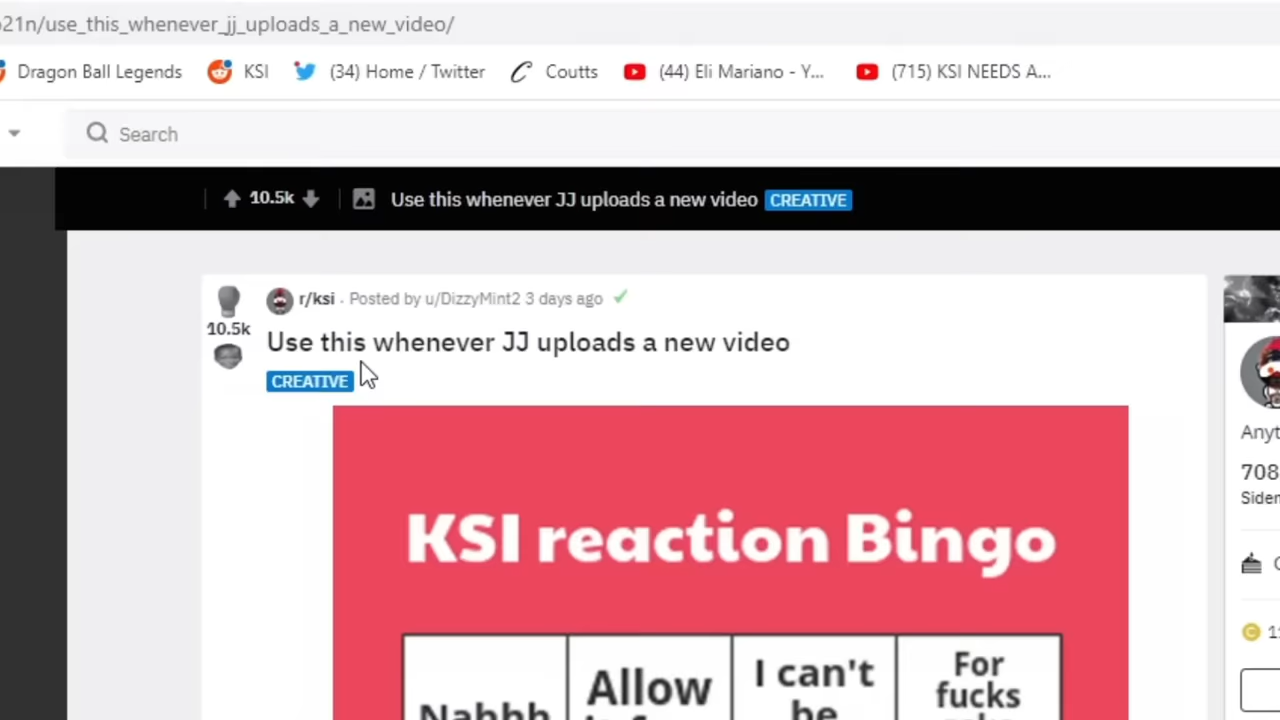 21n/use_this_whenever_jj_uploads_a_new_video/
Dragon Ball Legends KSI (34) Home / Twitter Coutts (44) Eli Mariano - Y... (715) KSI NEEDS A...
Search
10.5k Use this whenever JJ uploads a new video CREATIVE
r/ksi · Posted by u/DizzyMint2 3 days ago
10.5k
Use this whenever JJ uploads a new video
CREATIVE
KSI reaction Bingo
Nahhh
Allow
I can't
be
For
fucks
Anyt
708
Sider